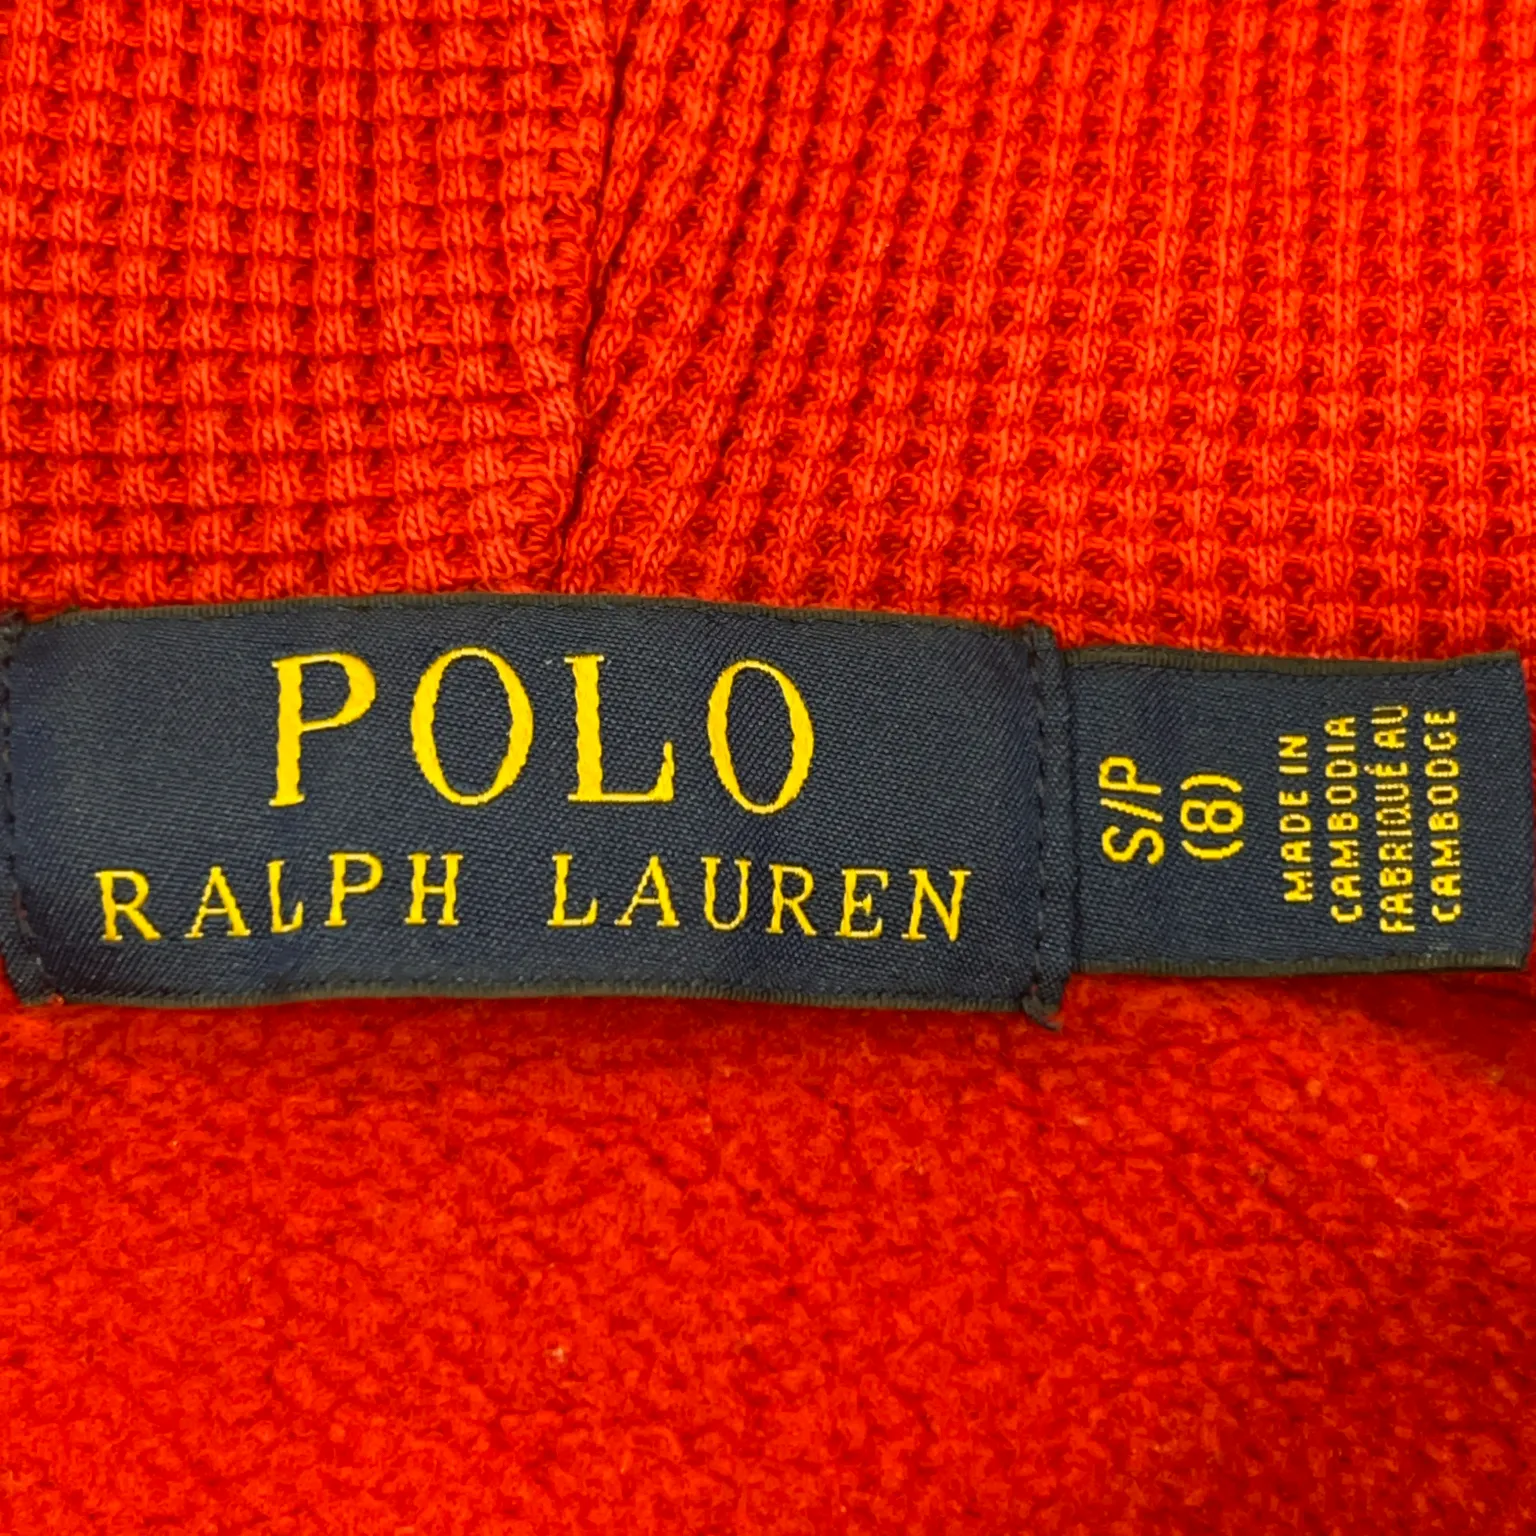 POLO
RALPH LAUREN
S/P
(8)
MADE IN
CAMBODIA
FABRIQUÉ AU
CAMBODGE